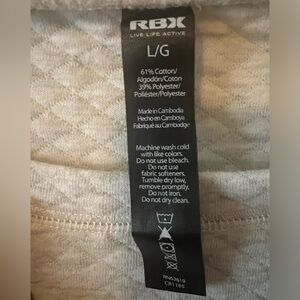 RBX
LIVE LIFE ACTIVE
L/G
61% Cotton/
Algodón/Coton
39% Polyester/
Poliéster/Polyester
Made in Cambodia
Hecho en Camboya
Fabriqué au Cambodge
Machine wash cold
with like colors.
Do not use bleach.
Do not use
fabric softeners.
Tumble dry low,
remove promptly.
Do not iron.
Do not dry clean.